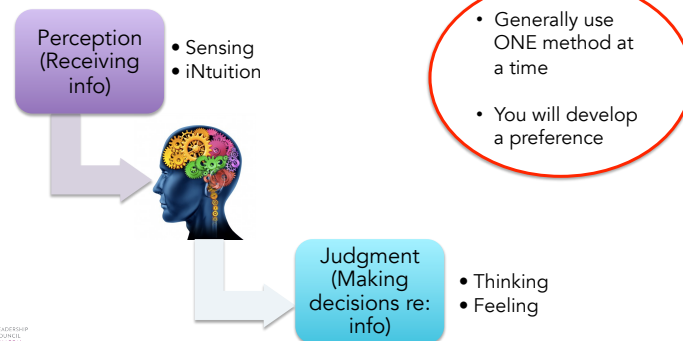 Perception
(Receiving
info)
• Sensing
• iNtuition
• Generally use
ONE method at
a time
• You will develop
a preference
Judgment
(Making
decisions re:
info)
• Thinking
• Feeling